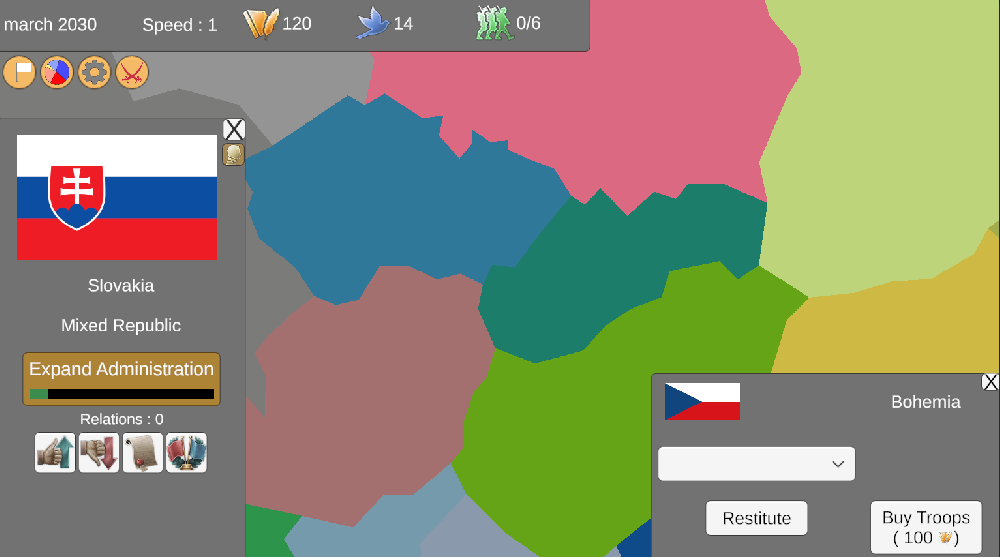 march 2030
Speed : 1
120
14
0/6
X
Slovakia
Mixed Republic
Expand Administration
Relations : 0
X
Bohemia
Restitute
Buy Troops
( 100 )